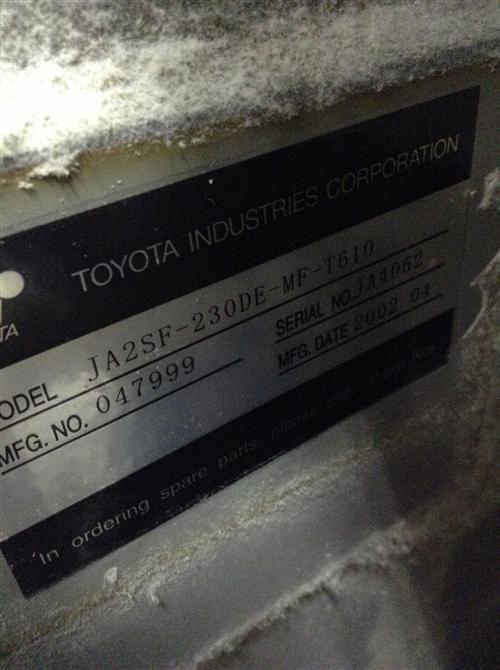 TOYOTA INDUSTRIES CORPORATION
TA
ODEL JA2SF-230DE-MF-T610
MFG. NO. 047999
SERIAL NO. JA4052
MFG. DATE 2002 04
In ordering spare parts, please state above Nos.